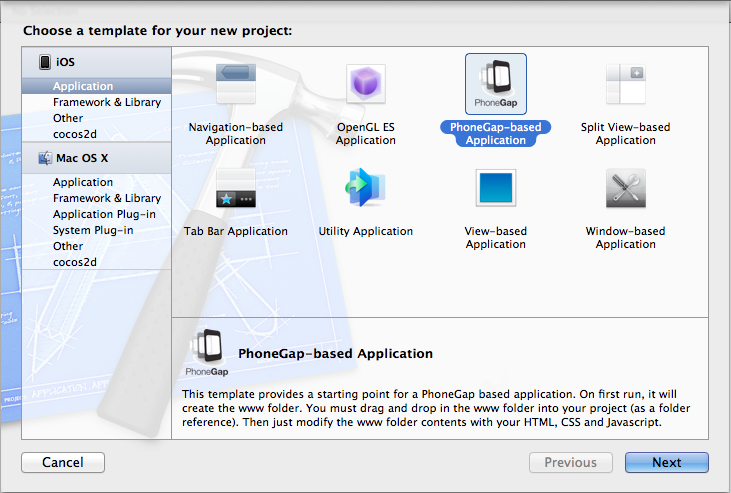 Choose a template for your new project:
iOS
Application
Framework & Library
Other
cocos2d
Mac OS X
Application
Framework & Library
Application Plug-in
System Plug-in
Other
cocos2d
Navigation-based
Application
OpenGL ES
Application
PhoneGap
PhoneGap-based
Application
Split View-based
Application
Tab Bar Application
Utility Application
View-based
Application
Window-based
Application
PhoneGap
PhoneGap-based Application
This template provides a starting point for a PhoneGap based application. On first run, it will
create the www folder. You must drag and drop in the www folder into your project (as a folder
reference). Then just modify the www folder contents with your HTML, CSS and Javascript.
Cancel
Previous
Next